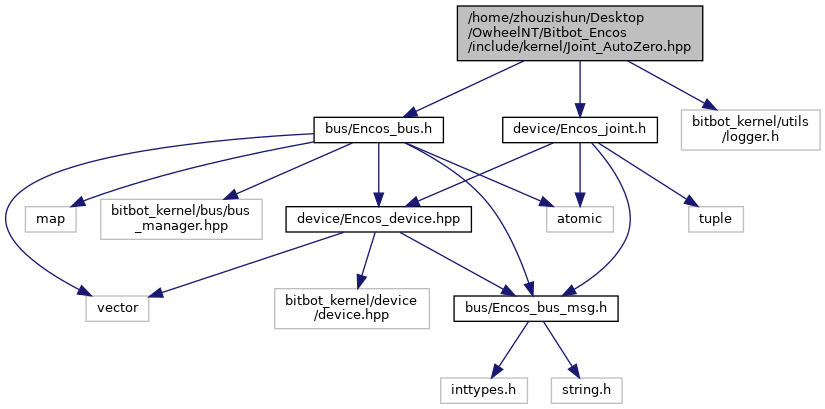 /home/zhouzishun/Desktop
/OwheelNT/Bitbot_Encos
/include/kernel/Joint_AutoZero.hpp
bus/Encos_bus.h
device/Encos_joint.h
bitbot_kernel/utils
/logger.h
map
bitbot_kernel/bus/bus
_manager.hpp
device/Encos_device.hpp
atomic
tuple
vector
bitbot_kernel/device
/device.hpp
bus/Encos_bus_msg.h
inttypes.h
string.h